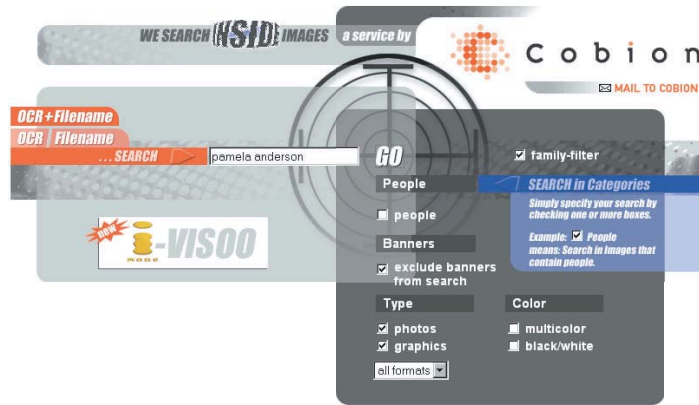 WE SEARCH INSIDE IMAGES a service by
Cobion
MAIL TO COBION
OCR+Filename
OCR Filename
...SEARCH pamela anderson GO
family-filter
People
SEARCH in Categories
Simply specify your search by
checking one or more boxes.
people
Example: People
means: Search in Images that
contain people.
Banners
exclude banners
from search
new i-VISOO
MODE
Type Color
photos multicolor
graphics black/white
all formats